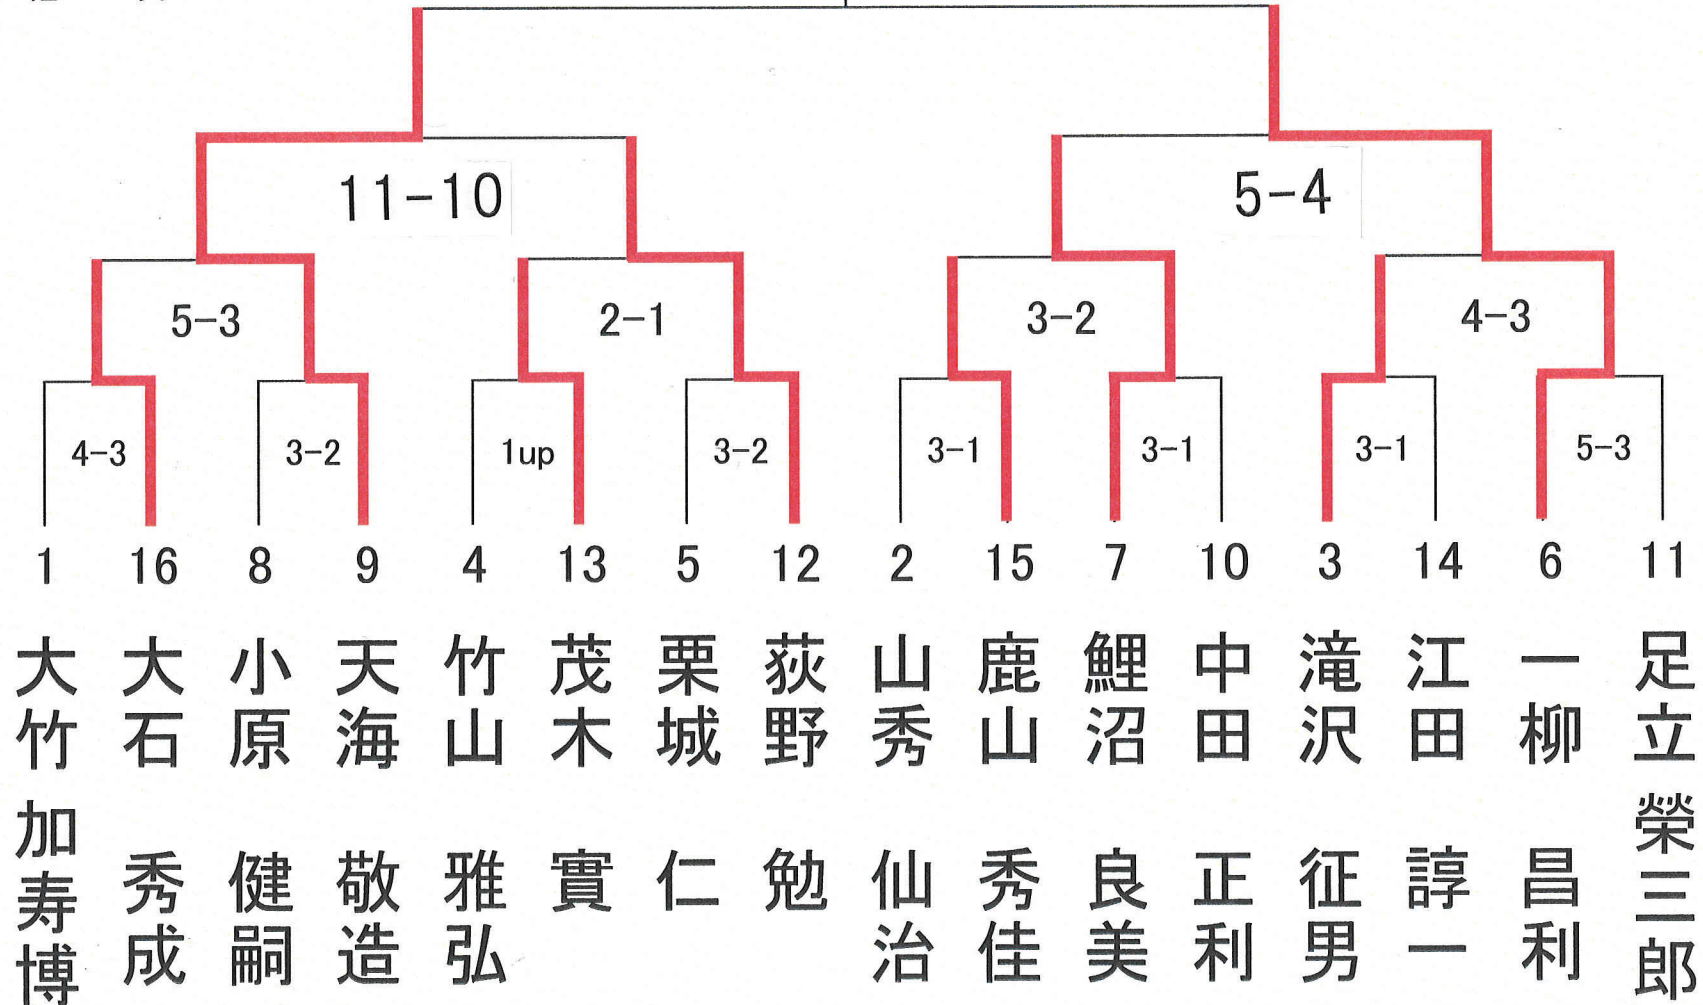 11-10
5-4
5-3
2-1
3-2
4-3
4-3
3-2
1up
3-2
3-1
3-1
3-1
5-3
1
16
8
9
4
13
5
12
2
15
7
10
3
14
6
11
大竹 加寿博
大石 秀成
小原 健嗣
天海 敬造
竹山 雅弘
茂木 實
栗城 仁
荻野 勉
山秀 仙治
鹿山 秀佳
鯉沼 良美
中田 正利
滝沢 征男
江田 諄一
一柳 昌利
足立 榮三郎